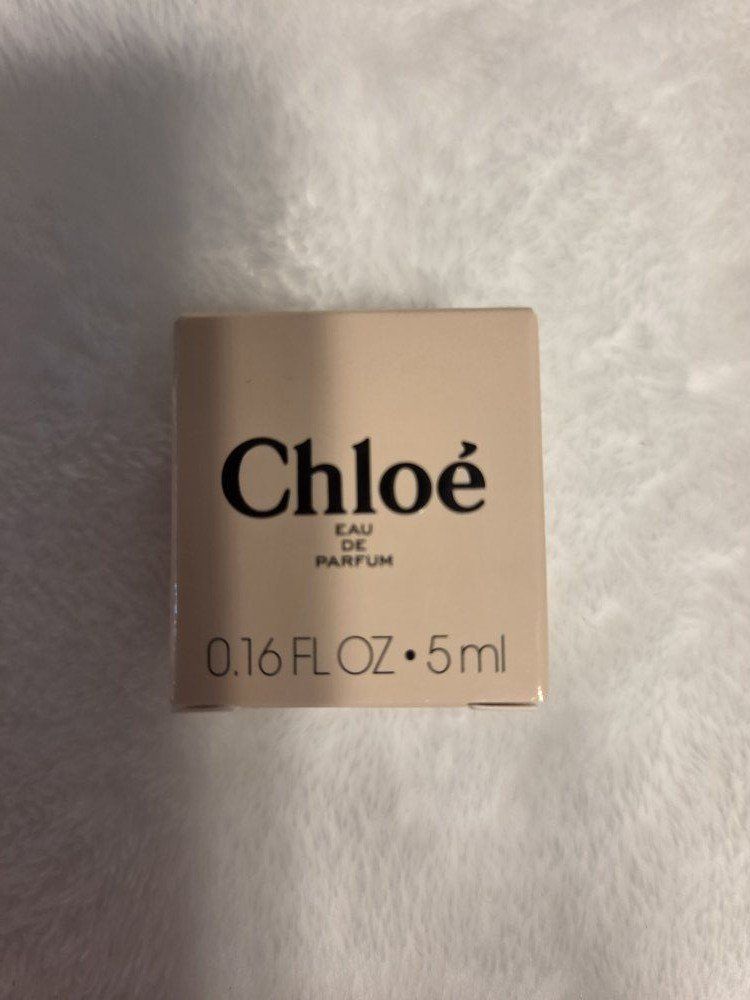 Chloé
EAU
DE
PARFUM
0.16 FL OZ • 5 ml